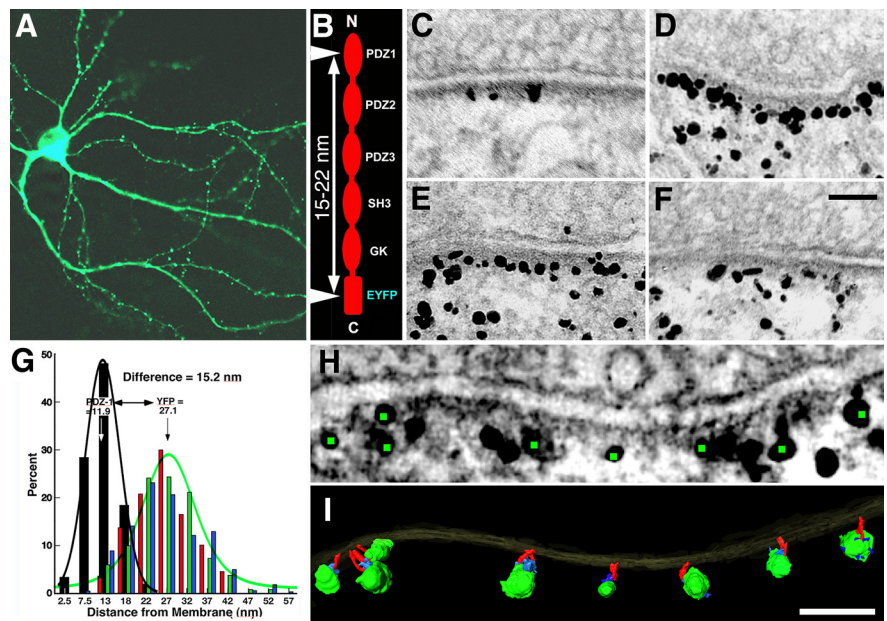 A
B
N
PDZ1
PDZ2
PDZ3
SH3
GK
EYFP
C
15-22 nm
C
D
E
F
G
Difference = 15.2 nm
PDZ-1
=11.9
YFP =
27.1
Percent
50
40
30
20
10
0
2.5 7.5 13 18 22 27 32 37 42 47 52 57
Distance from Membrane (nm)
H
I